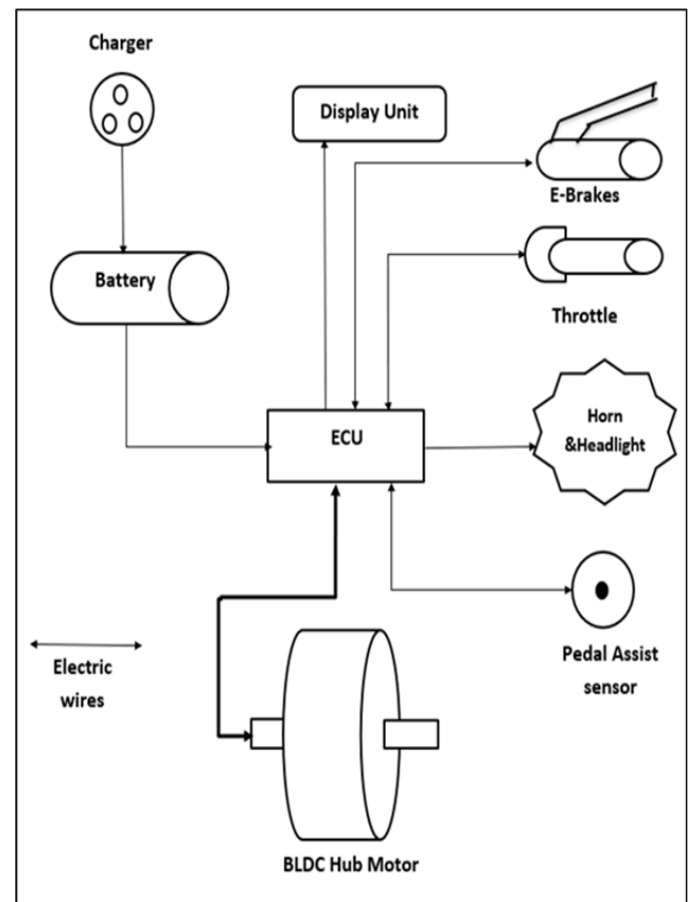 Charger
Display Unit
E-Brakes
Battery
Throttle
Horn
&Headlight
ECU
Pedal Assist
sensor
Electric
wires
BLDC Hub Motor